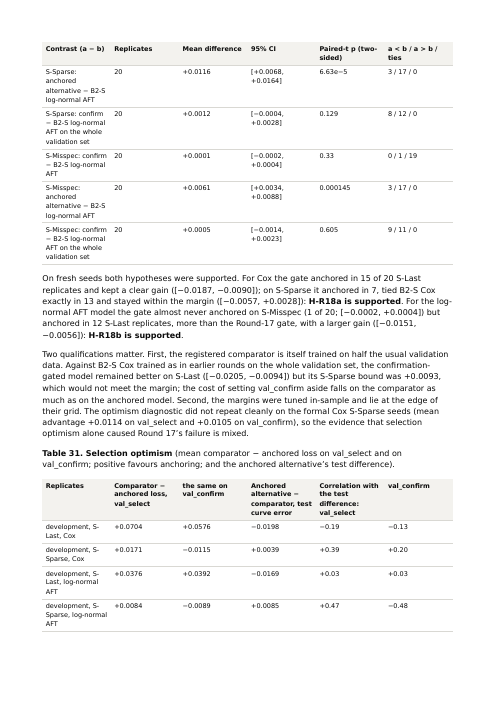 Contrast (a − b) Replicates Mean difference 95% CI Paired-t p (two-sided) a < b / a > b / ties
S-Sparse: anchored alternative − B2-S log-normal AFT 20 +0.0116 [+0.0068, +0.0164] 6.63e−5 3 / 17 / 0
S-Sparse: confirm − B2-S log-normal AFT on the whole validation set 20 +0.0012 [−0.0004, +0.0028] 0.129 8 / 12 / 0
S-Misspec: confirm − B2-S log-normal AFT 20 +0.0001 [−0.0002, +0.0004] 0.33 0 / 1 / 19
S-Misspec: anchored alternative − B2-S log-normal AFT 20 +0.0061 [+0.0034, +0.0088] 0.000145 3 / 17 / 0
S-Misspec: confirm − B2-S log-normal AFT on the whole validation set 20 +0.0005 [−0.0014, +0.0023] 0.605 9 / 11 / 0
On fresh seeds both hypotheses were supported. For Cox the gate anchored in 15 of 20 S-Last
replicates and kept a clear gain ([−0.0187, −0.0090]); on S-Sparse it anchored in 7, tied B2-S Cox
exactly in 13 and stayed within the margin ([−0.0057, +0.0028]): H-R18a is supported. For the log-
normal AFT model the gate almost never anchored on S-Misspec (1 of 20; [−0.0002, +0.0004]) but
anchored in 12 S-Last replicates, more than the Round-17 gate, with a larger gain ([−0.0151,
−0.0056]): H-R18b is supported.
Two qualifications matter. First, the registered comparator is itself trained on half the usual validation
data. Against B2-S Cox trained as in earlier rounds on the whole validation set, the confirmation-
gated model remained better on S-Last ([−0.0205, −0.0094]) but its S-Sparse bound was +0.0093,
which would not meet the margin; the cost of setting val_confirm aside falls on the comparator as
much as on the anchored model. Second, the margins were tuned in-sample and lie at the edge of
their grid. The optimism diagnostic did not repeat cleanly on the formal Cox S-Sparse seeds (mean
advantage +0.0114 on val_select and +0.0105 on val_confirm), so the evidence that selection
optimism alone caused Round 17’s failure is mixed.
Table 31. Selection optimism (mean comparator − anchored loss on val_select and on
val_confirm; positive favours anchoring; and the anchored alternative’s test difference).
Replicates Comparator − anchored loss, val_select the same on val_confirm Anchored alternative − comparator, test curve error Correlation with the test difference: val_select val_confirm
development, S-Last, Cox +0.0704 +0.0576 −0.0198 −0.19 −0.13
development, S-Sparse, Cox +0.0171 −0.0115 +0.0039 +0.39 +0.20
development, S-Last, log-normal AFT +0.0376 +0.0392 −0.0169 +0.03 +0.03
development, S-Sparse, log-normal AFT +0.0084 −0.0089 +0.0085 +0.47 −0.48